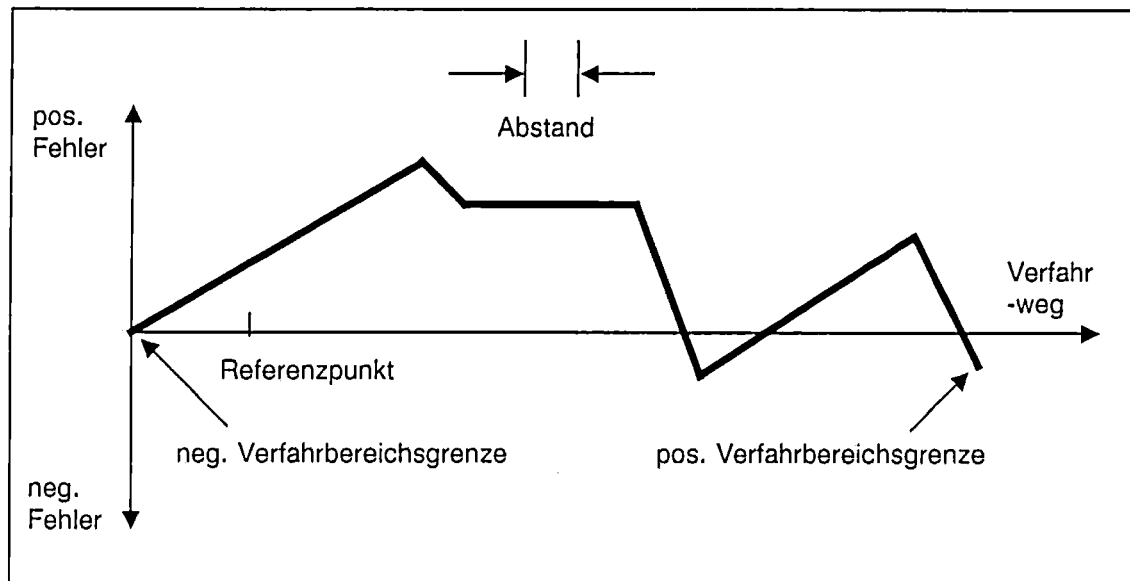 Abstand
pos.
Fehler
Verfahr
-weg
Referenzpunkt
neg. Verfahrbereichsgrenze
pos. Verfahrbereichsgrenze
neg.
Fehler